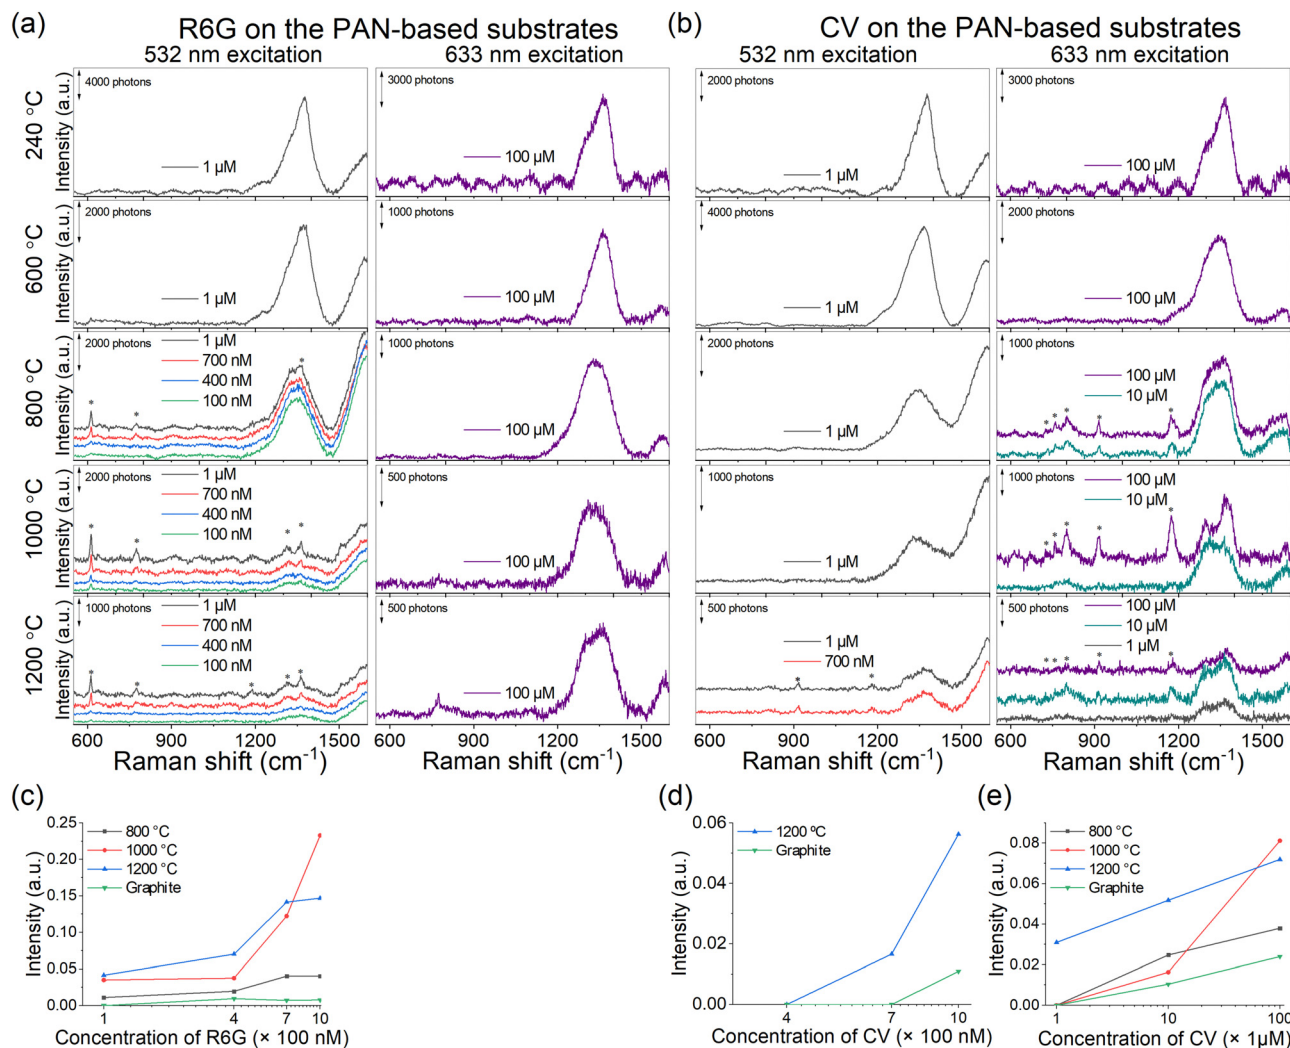 (a) R6G on the PAN-based substrates
532 nm excitation 633 nm excitation
(b) CV on the PAN-based substrates
532 nm excitation 633 nm excitation
240 °C
Intensity (a.u.)
4000 photons
1 µM
3000 photons
100 µM
2000 photons
1 µM
3000 photons
100 µM
600 °C
Intensity (a.u.)
2000 photons
1 µM
1000 photons
100 µM
4000 photons
1 µM
2000 photons
100 µM
800 °C
Intensity (a.u.)
2000 photons
1 µM
700 nM
400 nM
100 nM
* * *
1000 photons
100 µM
2000 photons
1 µM
1000 photons
100 µM
10 µM
* * * * *
1000 °C
Intensity (a.u.)
2000 photons
1 µM
700 nM
400 nM
100 nM
* * * *
500 photons
100 µM
1000 photons
1 µM
1000 photons
100 µM
10 µM
* * * * *
1200 °C
Intensity (a.u.)
1000 photons
1 µM
700 nM
400 nM
100 nM
* * * * *
500 photons
100 µM
500 photons
1 µM
700 nM
* *
500 photons
100 µM
10 µM
1 µM
* * * * *
600 900 1200 1500
600 900 1200 1500
600 900 1200 1500
600 900 1200 1500
Raman shift (cm⁻¹)
Raman shift (cm⁻¹)
Raman shift (cm⁻¹)
Raman shift (cm⁻¹)
(c)
Intensity (a.u.)
0.25
0.20
0.15
0.10
0.05
0.00
800 °C
1000 °C
1200 °C
Graphite
1 4 7 10
Concentration of R6G (× 100 nM)
(d)
Intensity (a.u.)
0.06
0.04
0.02
0.00
1200 ºC
Graphite
4 7 10
Concentration of CV (× 100 nM)
(e)
Intensity (a.u.)
0.08
0.06
0.04
0.02
0.00
800 °C
1000 °C
1200 °C
Graphite
1 10 100
Concentration of CV (× 1µM)